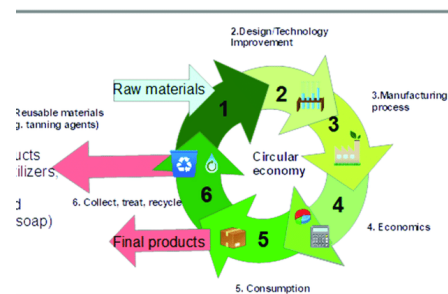 2.Design/Technology
Improvement
Raw materials
1
2
3
3.Manufacturing
process
Reusable materials
g. tanning agents)
Circular
economy
ucts
tilizers,
6
4
6. Collect, treat, recycle
d
soap)
4. Economics
Final products
5
5. Consumption